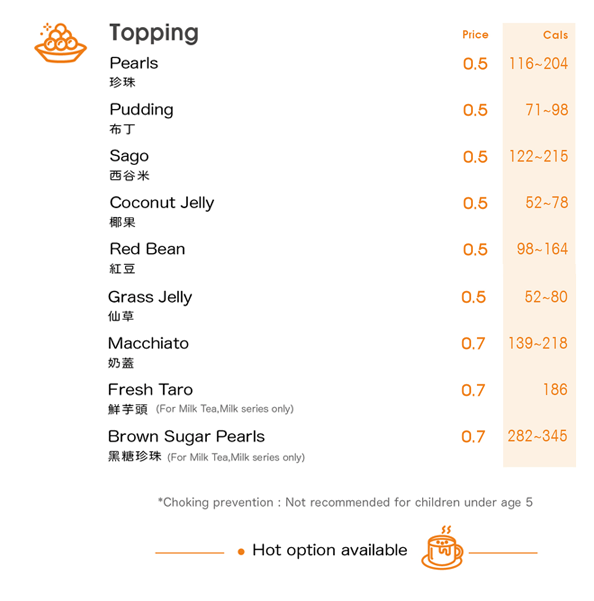 Topping Price Cals
Pearls 0.5 116~204
珍珠
Pudding 0.5 71~98
布丁
Sago 0.5 122~215
西谷米
Coconut Jelly 0.5 52~78
椰果
Red Bean 0.5 98~164
紅豆
Grass Jelly 0.5 52~80
仙草
Macchiato 0.7 139~218
奶蓋
Fresh Taro 0.7 186
鮮芋頭 (For Milk Tea,Milk series only)
Brown Sugar Pearls 0.7 282~345
黑糖珍珠 (For Milk Tea,Milk series only)
*Choking prevention : Not recommended for children under age 5
• Hot option available